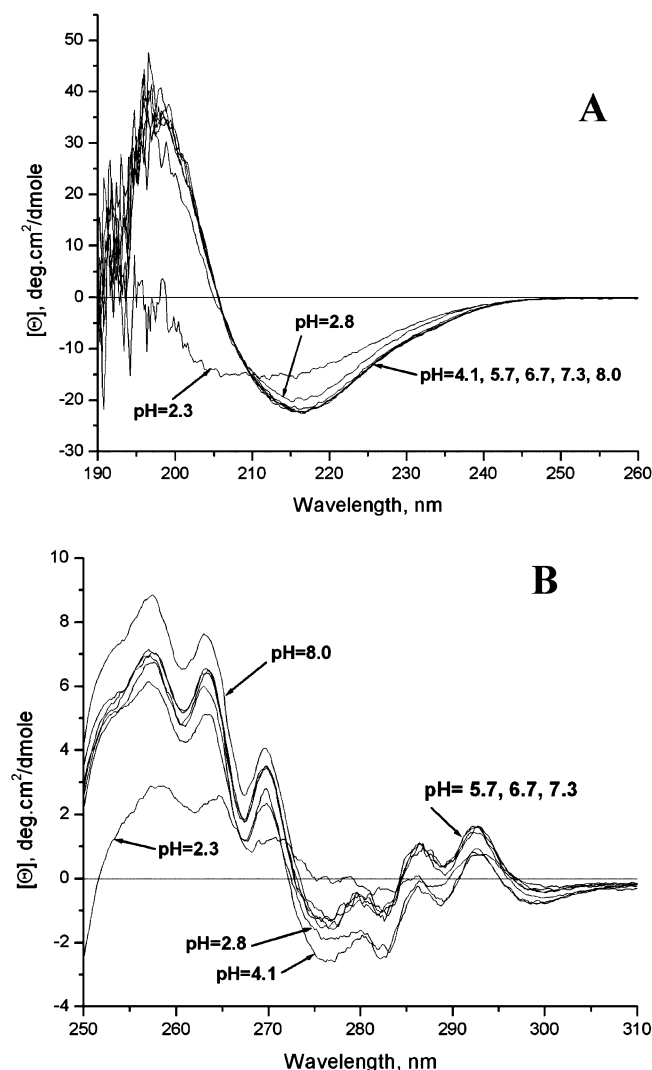 A
50
40
30
20
10
0
-10
-20
-30
[Θ], deg.cm²/dmole
pH=2.8
pH=4.1, 5.7, 6.7, 7.3, 8.0
pH=2.3
190 200 210 220 230 240 250 260
Wavelength, nm
B
10
8
6
4
2
0
-2
-4
[Θ], deg.cm²/dmole
pH=8.0
pH= 5.7, 6.7, 7.3
pH=2.3
pH=2.8
pH=4.1
250 260 270 280 290 300 310
Wavelength, nm